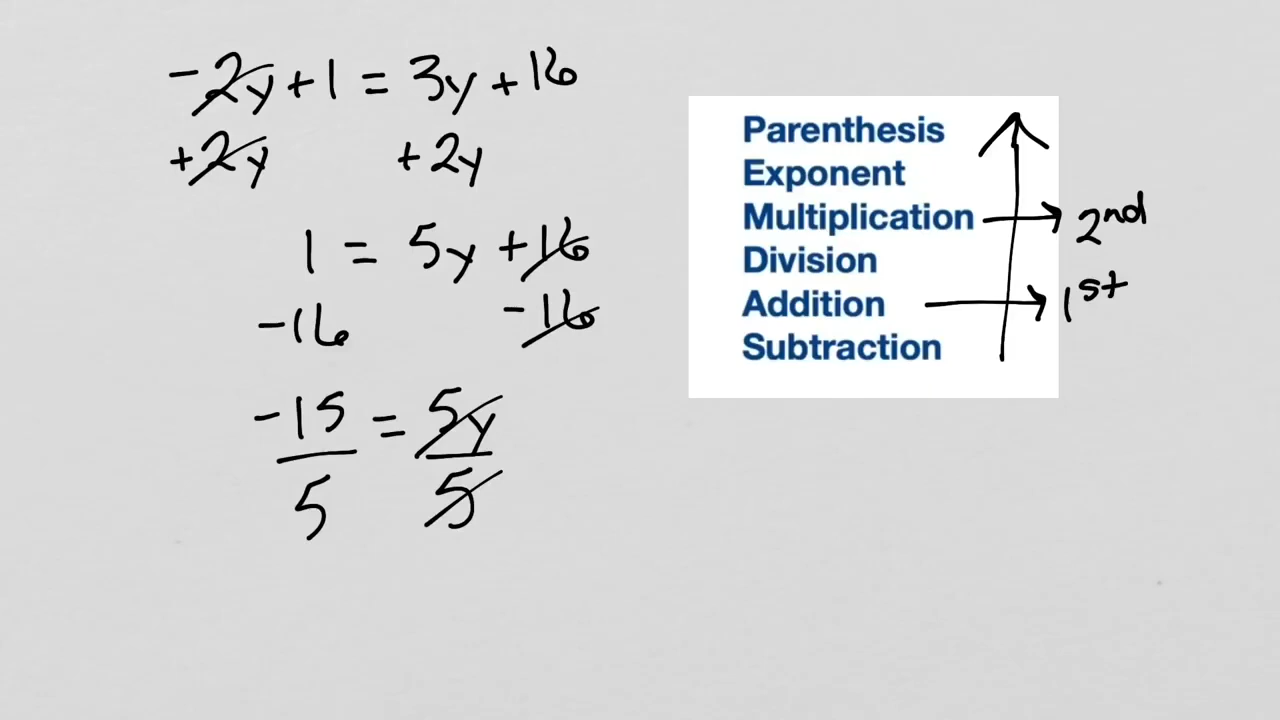 -2y + 1 = 3y + 16
+2y +2y
1 = 5y + 16
-16 -16
-15 = 5y
5 5
Parenthesis
Exponent
Multiplication → 2nd
Division
Addition → 1st
Subtraction